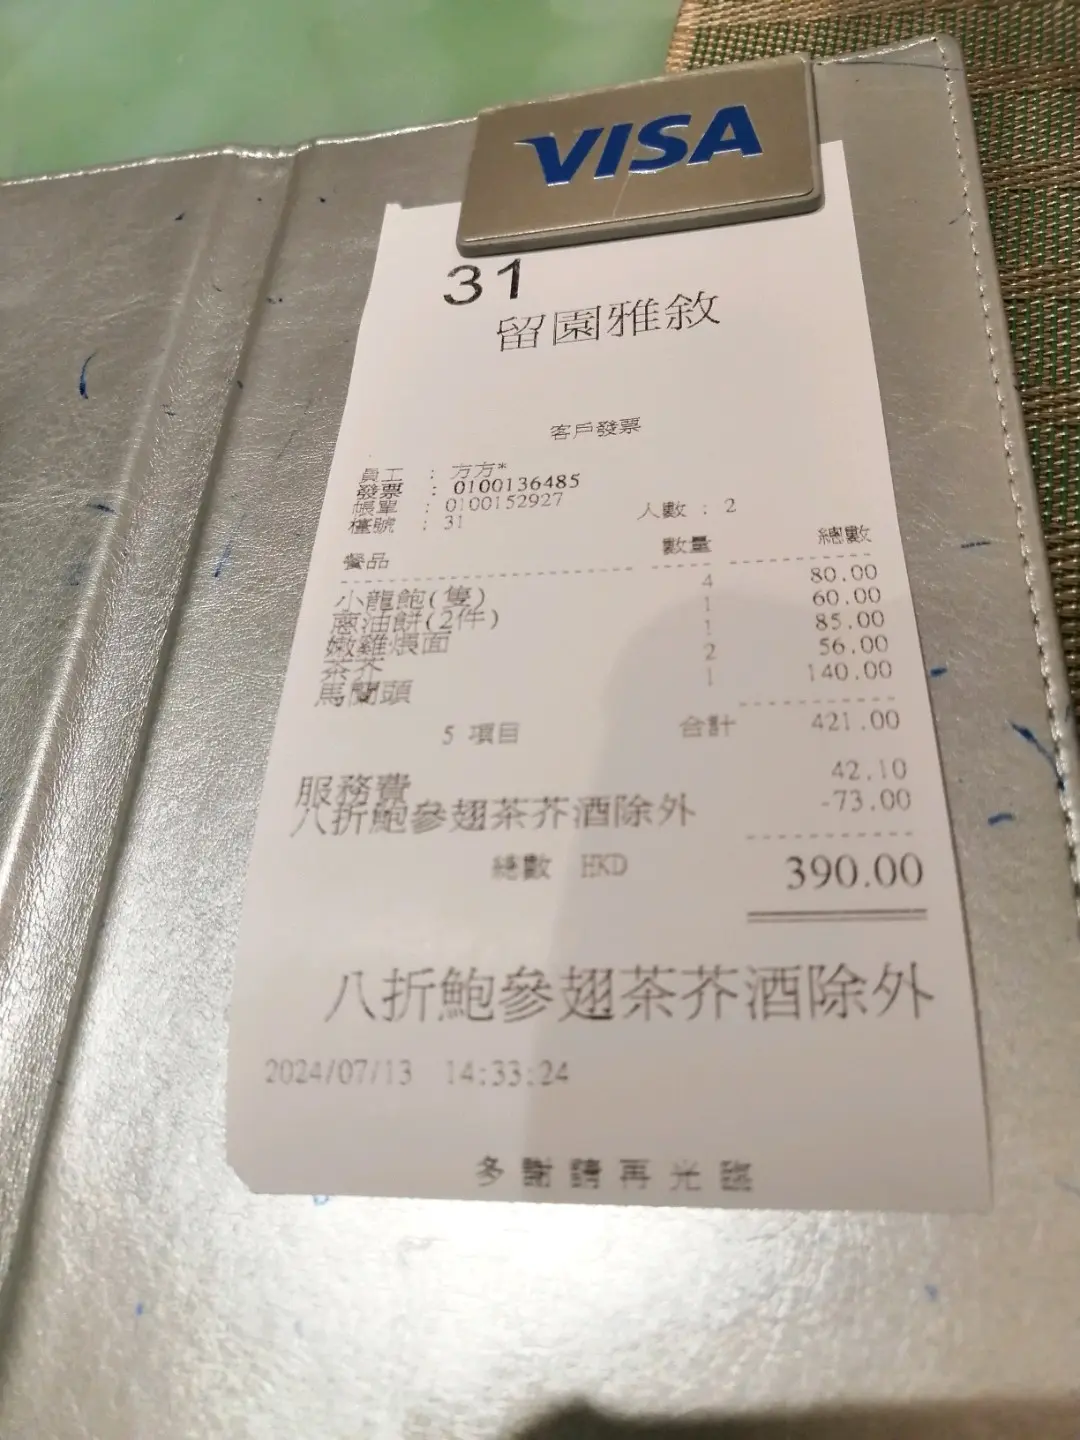 VISA
31
留園雅敘
客戶發票
員工 : 方方*
發票 : 0100136485
帳單 : 0100152927
檯號 : 31 人數 : 2
餐品 數量 總數
小龍飽(隻) 4 80.00
蔥油餅(2件) 1 60.00
嫩雞煨面 1 85.00
茶芥 2 56.00
馬蘭頭 1 140.00
5 項目 合計 421.00
服務費 42.10
八折鮑參翅茶芥酒除外 -73.00
總數 HKD 390.00
八折鮑參翅茶芥酒除外
2024/07/13 14:33:24
多謝請再光臨